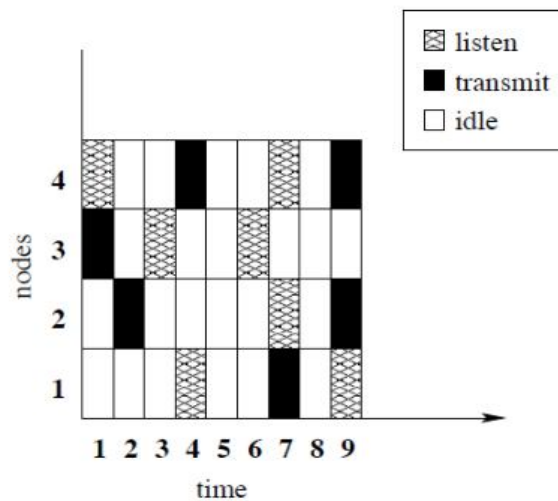 listen
transmit
idle
4
3
2
1
nodes
1 2 3 4 5 6 7 8 9
time